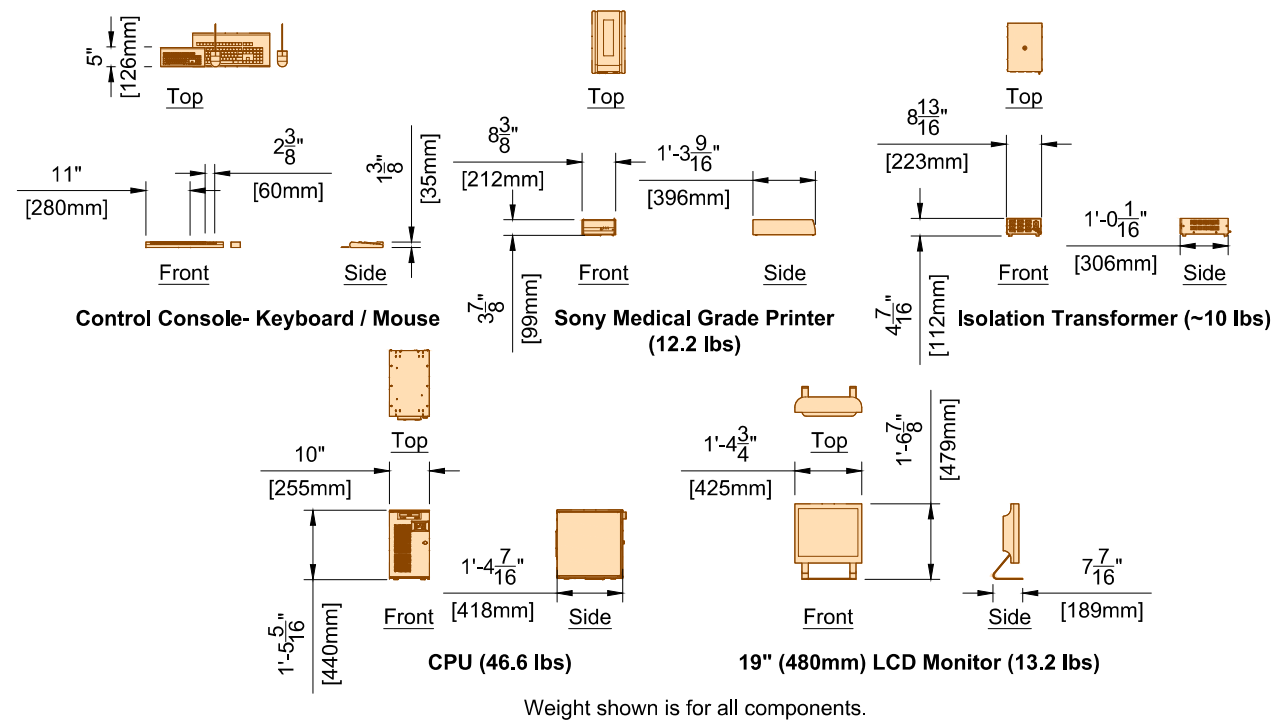 5"
[126mm]
Top
11"
[280mm]
2 3/8"
[60mm]
1 3/8"
[35mm]
Front
Side
Control Console- Keyboard / Mouse
Top
8 3/8"
[212mm]
1'-3 9/16"
[396mm]
3 7/8"
[99mm]
Front
Side
Sony Medical Grade Printer
(12.2 lbs)
Top
8 13/16"
[223mm]
4 7/16"
[112mm]
1'-0 1/16"
[306mm]
Front
Side
Isolation Transformer (~10 lbs)
Top
10"
[255mm]
1'-5 5/16"
[440mm]
1'-4 7/16"
[418mm]
Front
Side
CPU (46.6 lbs)
Top
1'-4 3/4"
[425mm]
1'-6 7/8"
[479mm]
7 7/16"
[189mm]
Front
Side
19" (480mm) LCD Monitor (13.2 lbs)
Weight shown is for all components.